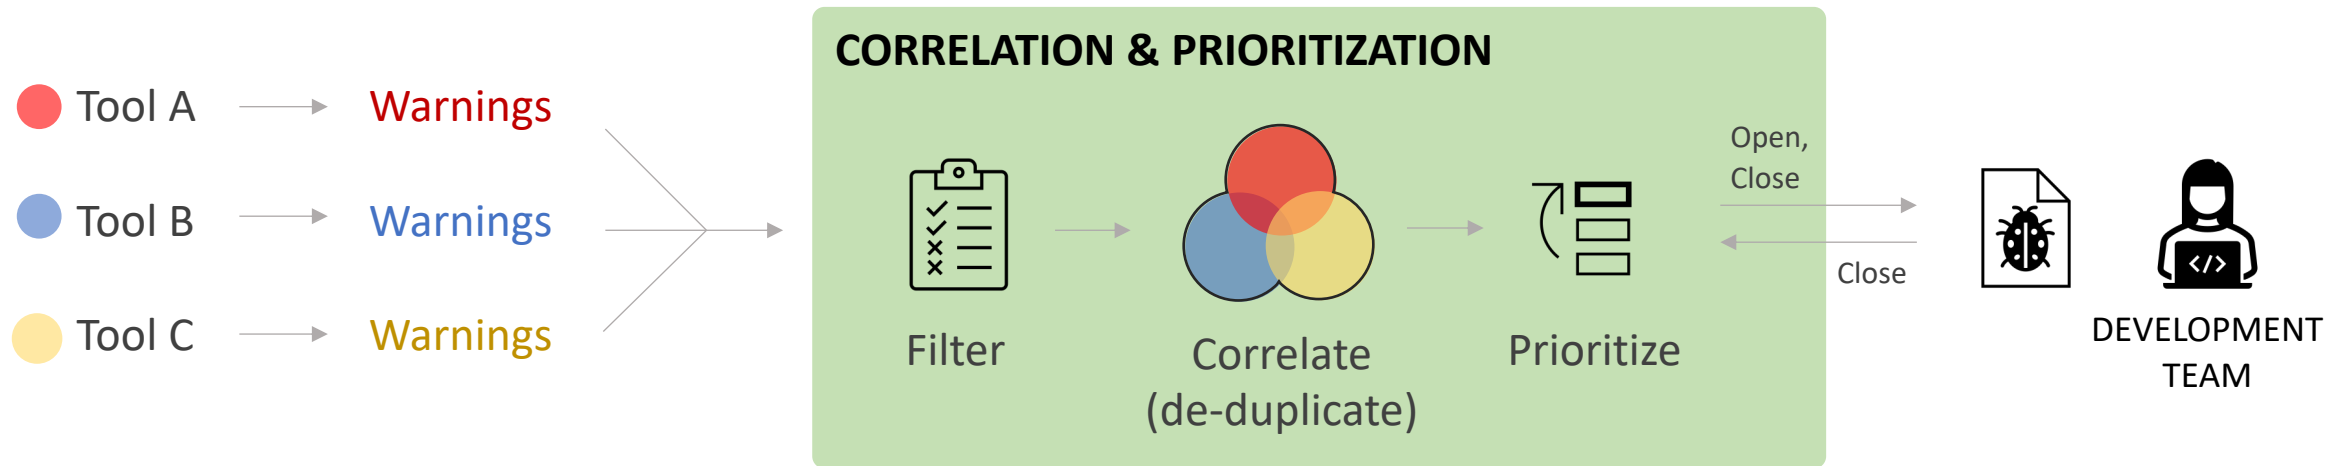 CORRELATION & PRIORITIZATION
Tool A
Warnings
Tool B
Warnings
Tool C
Warnings
Filter
Correlate
(de-duplicate)
Prioritize
Open,
Close
Close
</>
DEVELOPMENT
TEAM